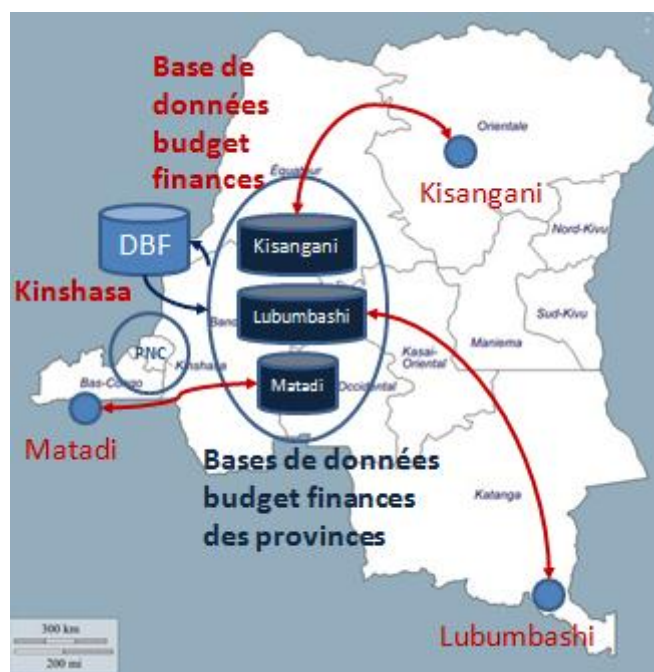 Base de
données
budget
finances
Orientale
Équateur
Kisangani
Kisangani
Nord-Kivu
DBF
Kinshasa
Lubumbashi
Sud-Kivu
Maniema
Kasaï-
Oriental
PNC
Kinshasa
Bas-Congo
Matadi
Occidental
Matadi
Bases de données
budget finances
des provinces
Katanga
Lubumbashi
300 km
200 mi